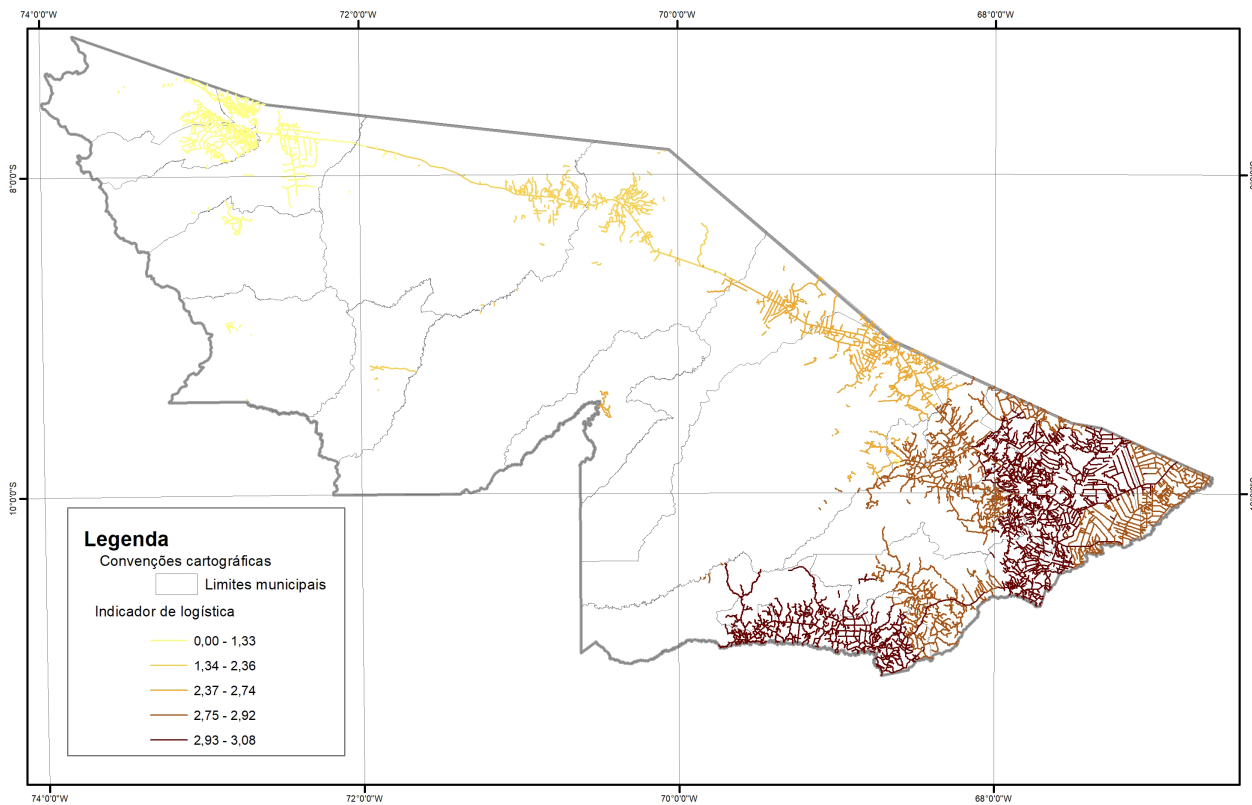 74°0'0"W 72°0'0"W 70°0'0"W 68°0'0"W
8°0'0"S
10°0'0"S
Legenda
Convenções cartográficas
Limites municipais
Indicador de logística
0,00 - 1,33
1,34 - 2,36
2,37 - 2,74
2,75 - 2,92
2,93 - 3,08
74°0'0"W 72°0'0"W 70°0'0"W 68°0'0"W